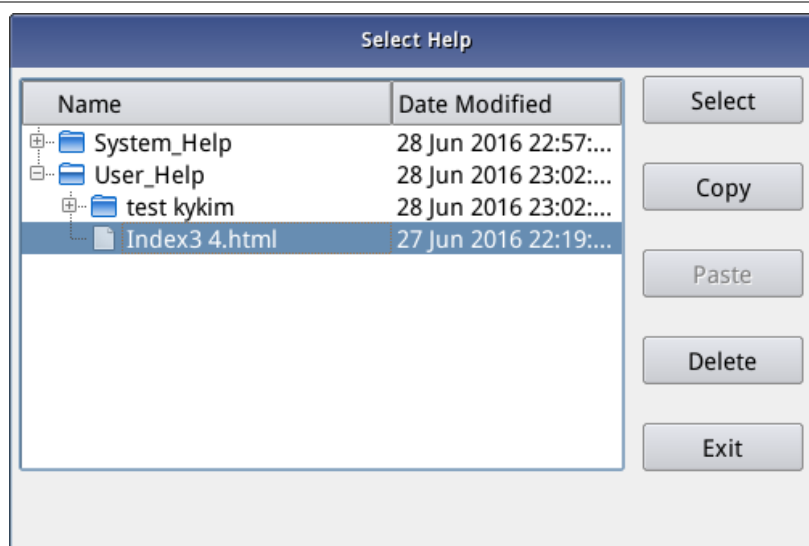 Select Help
Name Date Modified
System_Help 28 Jun 2016 22:57:...
User_Help 28 Jun 2016 23:02:...
test kykim 28 Jun 2016 23:02:...
Index3 4.html 27 Jun 2016 22:19:...
Select
Copy
Paste
Delete
Exit